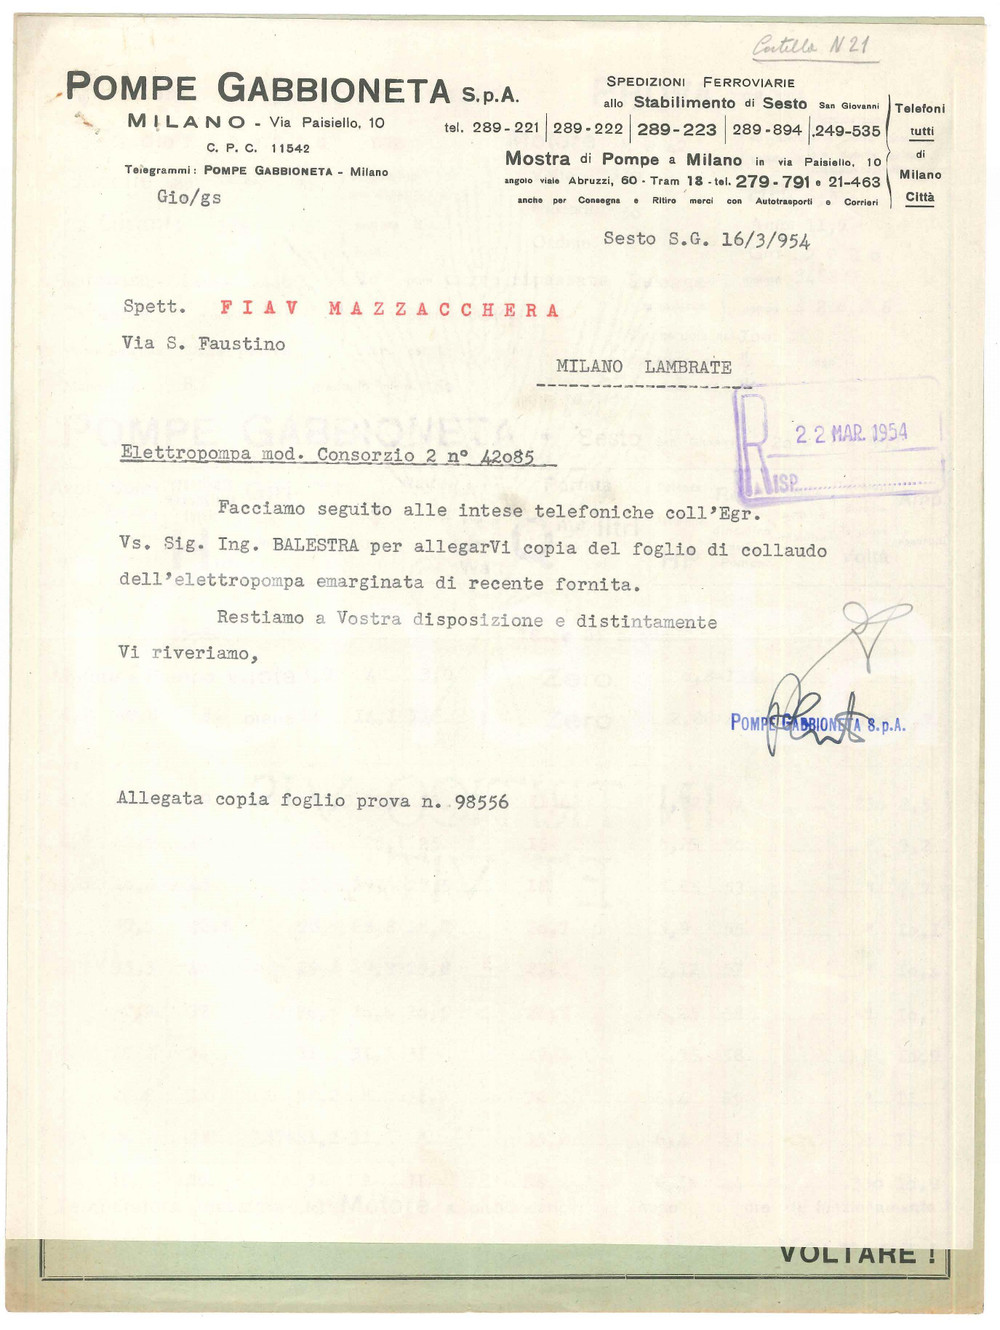 Cartella N 21
POMPE GABBIONETA S.p.A.
MILANO - Via Paisiello, 10
C. P. C. 11542
Telegrammi: POMPE GABBIONETA - Milano
SPEDIZIONI FERROVIARIE
allo Stabilimento di Sesto San Giovanni
tel. 289-221 | 289-222 | 289-223 | 289-894 | 249-535
Mostra di Pompe a Milano in via Paisiello, 10
angolo viale Abruzzi, 60 - Tram 18 - tel. 279-791 e 21-463
anche per Consegna e Ritiro merci con Autotrasporti e Corrieri
Telefoni
tutti
di
Milano
Città
Gio/gs
Sesto S.G. 16/3/954
Spett. FIAV MAZZACCHERA
Via S. Faustino
MILANO LAMBRATE
R
22 MAR. 1954
ISP.
Elettropompa mod. Consorzio 2 n° 42085
Facciamo seguito alle intese telefoniche coll'Egr.
Vs. Sig. Ing. BALESTRA per allegarVi copia del foglio di collaudo
dell'elettropompa emarginata di recente fornita.
Restiamo a Vostra disposizione e distintamente
Vi riveriamo,
POMPE GABBIONETA S.p.A.
Allegata copia foglio prova n. 98556
VOLTARE !